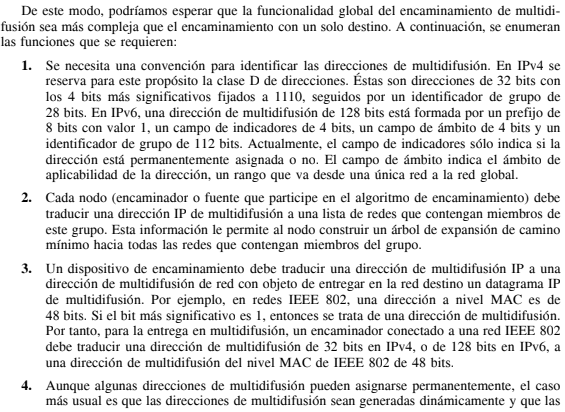 De este modo, podríamos esperar que la funcionalidad global del encaminamiento de multidi-
fusión sea más compleja que el encaminamiento con un solo destino. A continuación, se enumeran
las funciones que se requieren:
1. Se necesita una convención para identificar las direcciones de multidifusión. En IPv4 se
reserva para este propósito la clase D de direcciones. Éstas son direcciones de 32 bits con
los 4 bits más significativos fijados a 1110, seguidos por un identificador de grupo de
28 bits. En IPv6, una dirección de multidifusión de 128 bits está formada por un prefijo de
8 bits con valor 1, un campo de indicadores de 4 bits, un campo de ámbito de 4 bits y un
identificador de grupo de 112 bits. Actualmente, el campo de indicadores sólo indica si la
dirección está permanentemente asignada o no. El campo de ámbito indica el ámbito de
aplicabilidad de la dirección, un rango que va desde una única red a la red global.
2. Cada nodo (encaminador o fuente que participe en el algoritmo de encaminamiento) debe
traducir una dirección IP de multidifusión a una lista de redes que contengan miembros de
este grupo. Esta información le permite al nodo construir un árbol de expansión de camino
mínimo hacia todas las redes que contengan miembros del grupo.
3. Un dispositivo de encaminamiento debe traducir una dirección de multidifusión IP a una
dirección de multidifusión de red con objeto de entregar en la red destino un datagrama IP
de multidifusión. Por ejemplo, en redes IEEE 802, una dirección a nivel MAC es de
48 bits. Si el bit más significativo es 1, entonces se trata de una dirección de multidifusión.
Por tanto, para la entrega en multidifusión, un encaminador conectado a una red IEEE 802
debe traducir una dirección de multidifusión de 32 bits en IPv4, o de 128 bits en IPv6, a
una dirección de multidifusión del nivel MAC de IEEE 802 de 48 bits.
4. Aunque algunas direcciones de multidifusión pueden asignarse permanentemente, el caso
más usual es que las direcciones de multidifusión sean generadas dinámicamente y que las